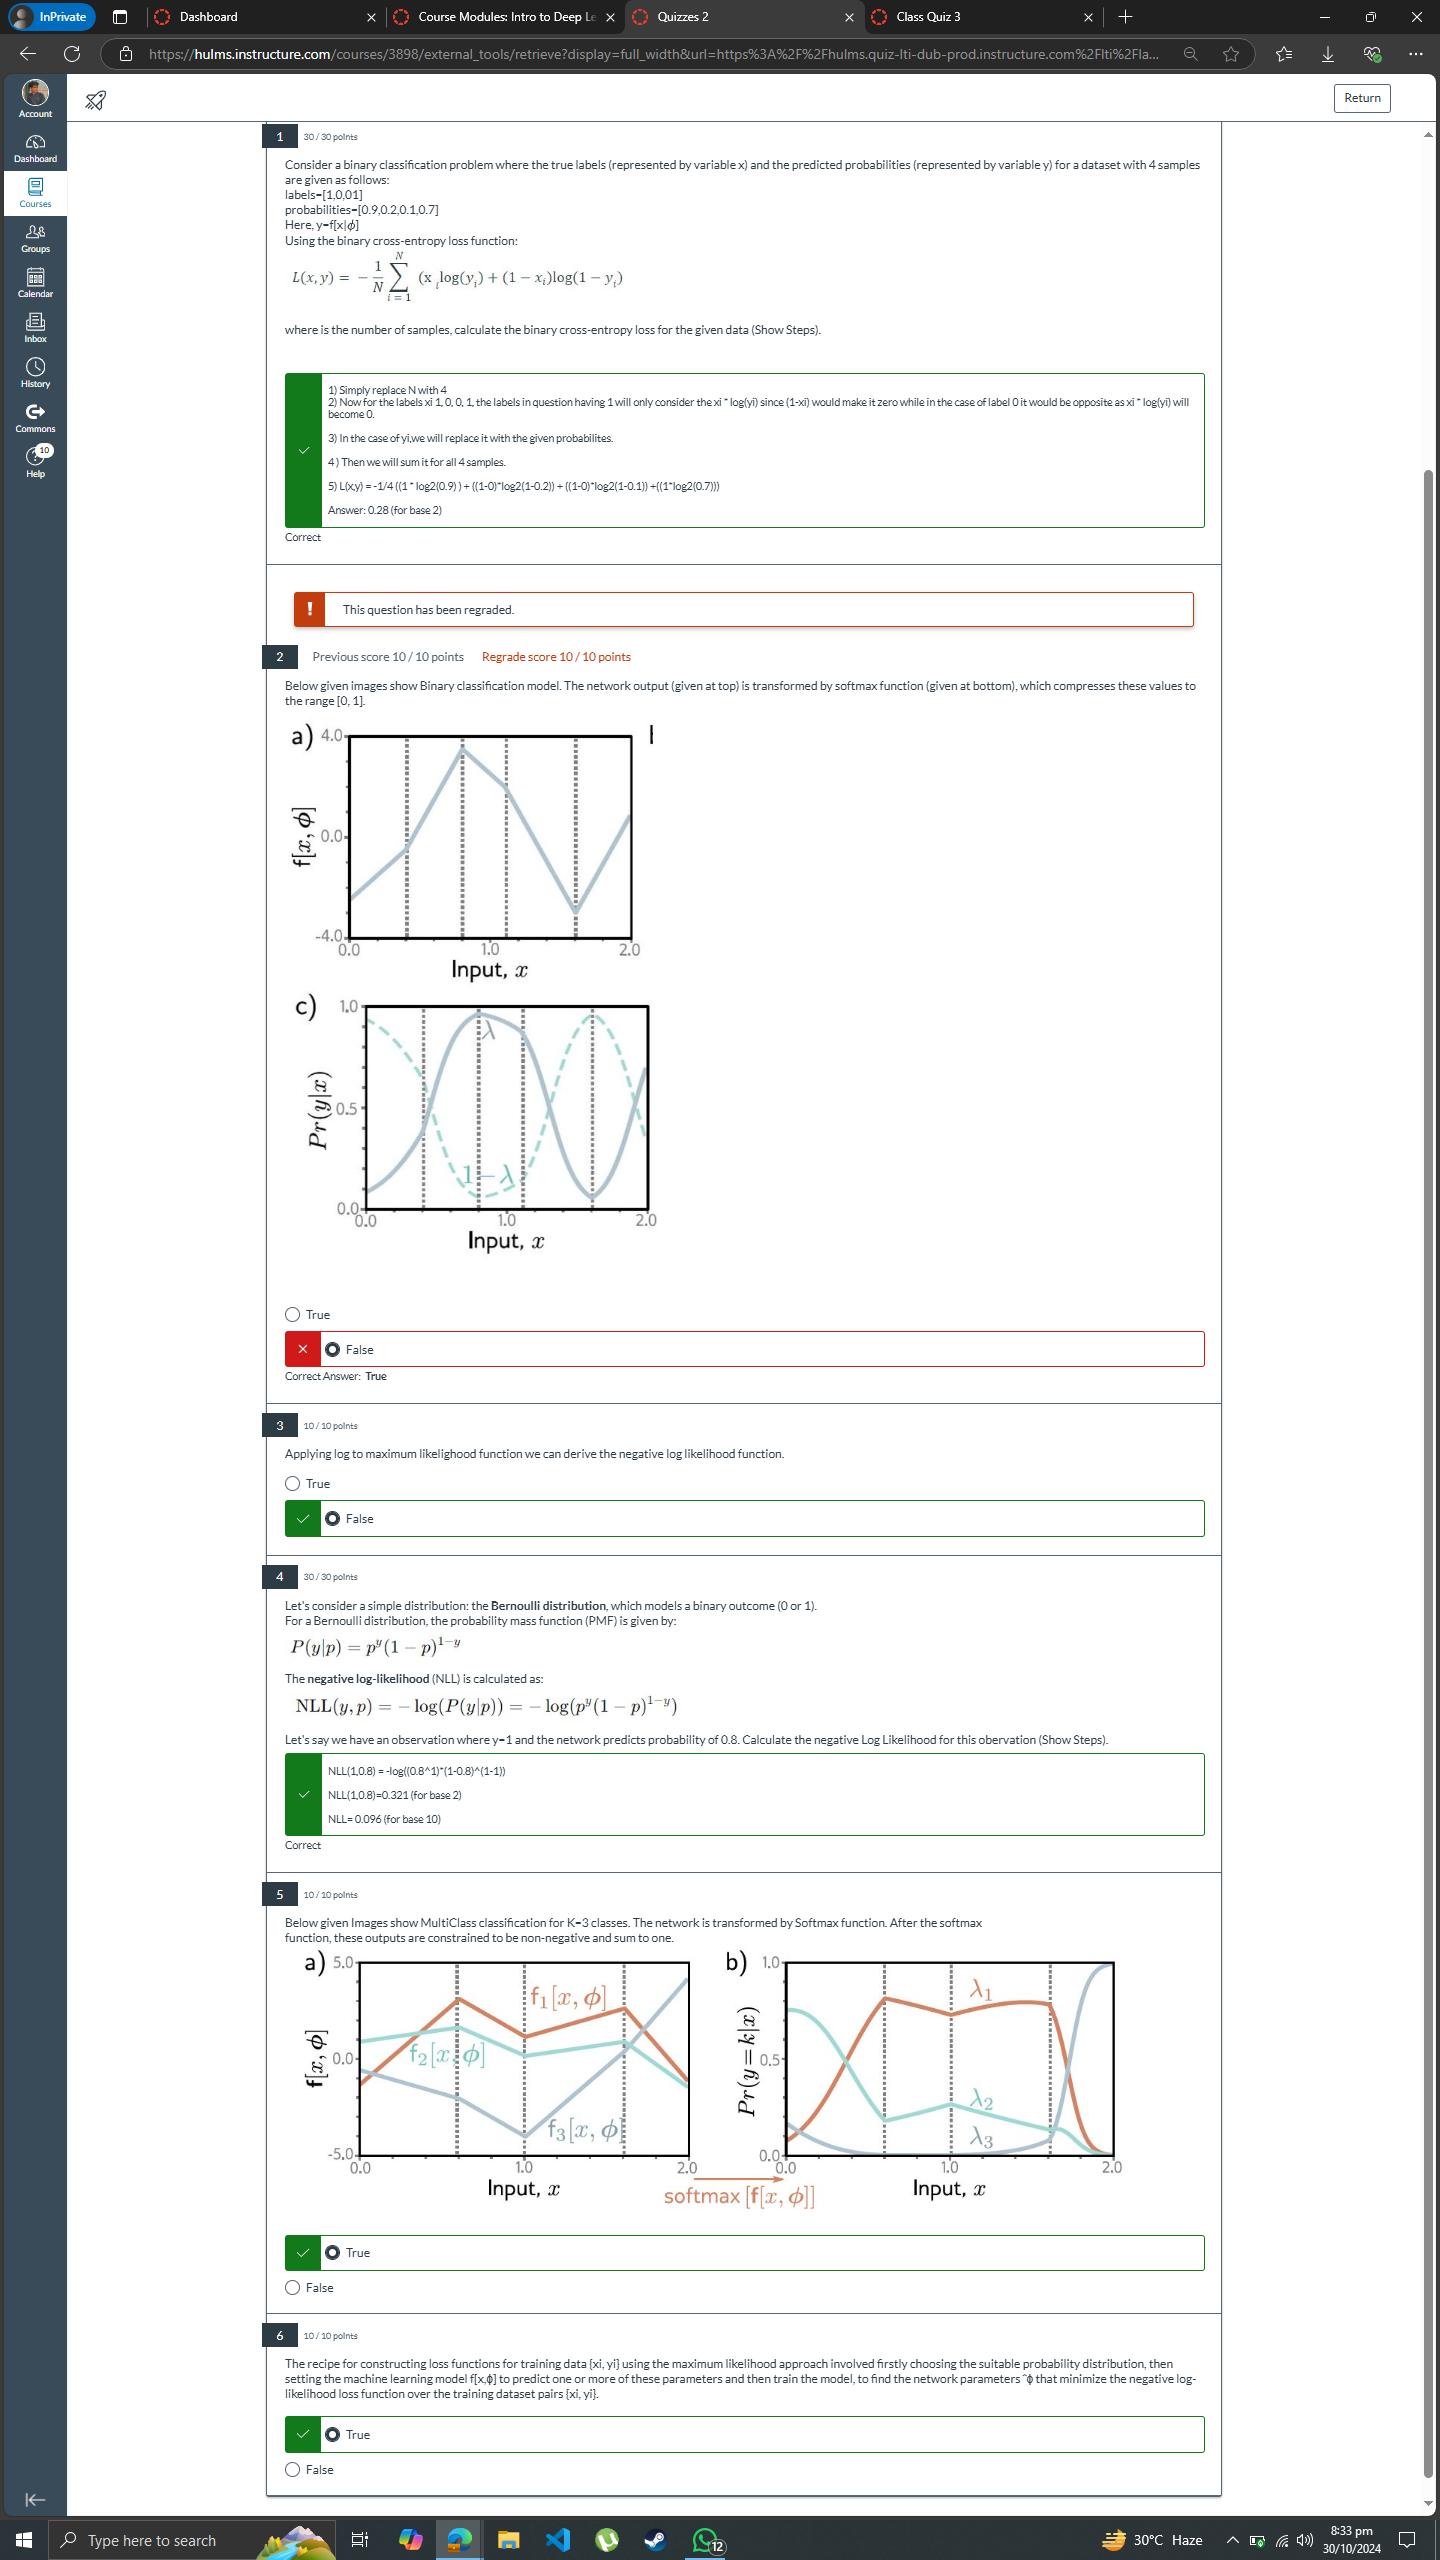 InPrivate
Dashboard
Course Modules: Intro to Deep Le
Quizzes 2
Class Quiz 3
https://hulms.instructure.com/courses/3898/external_tools/retrieve?display=full_width&url=https%3A%2F%2Fhulms.quiz-lti-dub-prod.instructure.com%2Flti%2Fla...
Account
Dashboard
Courses
Groups
Calendar
Inbox
History
Commons
10
Help
Return
1
30 / 30 points
Consider a binary classification problem where the true labels (represented by variable x) and the predicted probabilities (represented by variable y) for a dataset with 4 samples
are given as follows:
labels=[1,0,01]
probabilities=[0.9,0.2,0.1,0.7]
Here, y=f[x|ϕ]
Using the binary cross-entropy loss function:
L(x, y) = − 1/N ∑ i = 1 N (x i log(yi) + (1 − xi)log(1 − yi)
where is the number of samples, calculate the binary cross-entropy loss for the given data (Show Steps).
1) Simply replace N with 4
2) Now for the labels xi 1, 0, 0, 1, the labels in question having 1 will only consider the xi * log(yi) since (1-xi) would make it zero while in the case of label 0 it would be opposite as xi * log(yi) will
become 0.
3) In the case of yi,we will replace it with the given probabilites.
4 ) Then we will sum it for all 4 samples.
5) L(x,y) = -1/4 ((1 * log2(0.9) ) + ((1-0)*log2(1-0.2)) + ((1-0)*log2(1-0.1)) +((1*log2(0.7)))
Answer: 0.28 (for base 2)
Correct
This question has been regraded.
2
Previous score 10 / 10 points
Regrade score 10 / 10 points
Below given images show Binary classification model. The network output (given at top) is transformed by softmax function (given at bottom), which compresses these values to
the range [0, 1].
a)
4.0
0.0
-4.0
f[x, ϕ]
0.0
1.0
2.0
Input, x
c)
1.0
0.5
0.0
Pr(y|x)
λ
1−λ
0.0
1.0
2.0
Input, x
True
False
Correct Answer: True
3
10 / 10 points
Applying log to maximum likelighood function we can derive the negative log likelihood function.
True
False
4
30 / 30 points
Let's consider a simple distribution: the Bernoulli distribution, which models a binary outcome (0 or 1).
For a Bernoulli distribution, the probability mass function (PMF) is given by:
P(y|p) = p^y(1 − p)^1−y
The negative log-likelihood (NLL) is calculated as:
NLL(y, p) = − log(P(y|p)) = − log(p^y(1 − p)^1−y)
Let's say we have an observation where y=1 and the network predicts probability of 0.8. Calculate the negative Log Likelihood for this obervation (Show Steps).
NLL(1,0.8) = -log((0.8^1)*(1-0.8)^(1-1))
NLL(1,0.8)=0.321 (for base 2)
NLL= 0.096 (for base 10)
Correct
5
10 / 10 points
Below given Images show MultiClass classification for K=3 classes. The network is transformed by Softmax function. After the softmax
function, these outputs are constrained to be non-negative and sum to one.
a)
5.0
0.0
-5.0
f[x, ϕ]
f1[x, ϕ]
f2[x, ϕ]
f3[x, ϕ]
0.0
1.0
2.0
Input, x
softmax [f[x, ϕ]]
b)
1.0
0.5
0.0
Pr(y=k|x)
λ1
λ2
λ3
0.0
1.0
2.0
Input, x
True
False
6
10 / 10 points
The recipe for constructing loss functions for training data {xi, yi} using the maximum likelihood approach involved firstly choosing the suitable probability distribution, then
setting the machine learning model f[x,ϕ] to predict one or more of these parameters and then train the model, to find the network parameters ˆϕ that minimize the negative log-
likelihood loss function over the training dataset pairs {xi, yi}.
True
False
Type here to search
12
30°C Haze
8:33 pm
30/10/2024